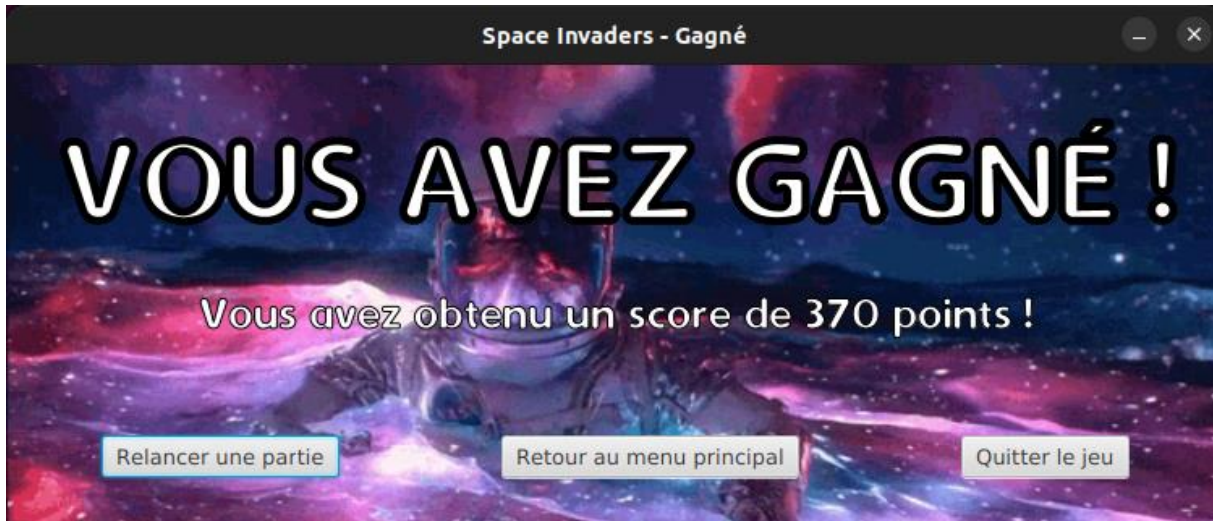 Space Invaders - Gagné
VOUS AVEZ GAGNÉ !
Vous avez obtenu un score de 370 points !
Relancer une partie
Retour au menu principal
Quitter le jeu